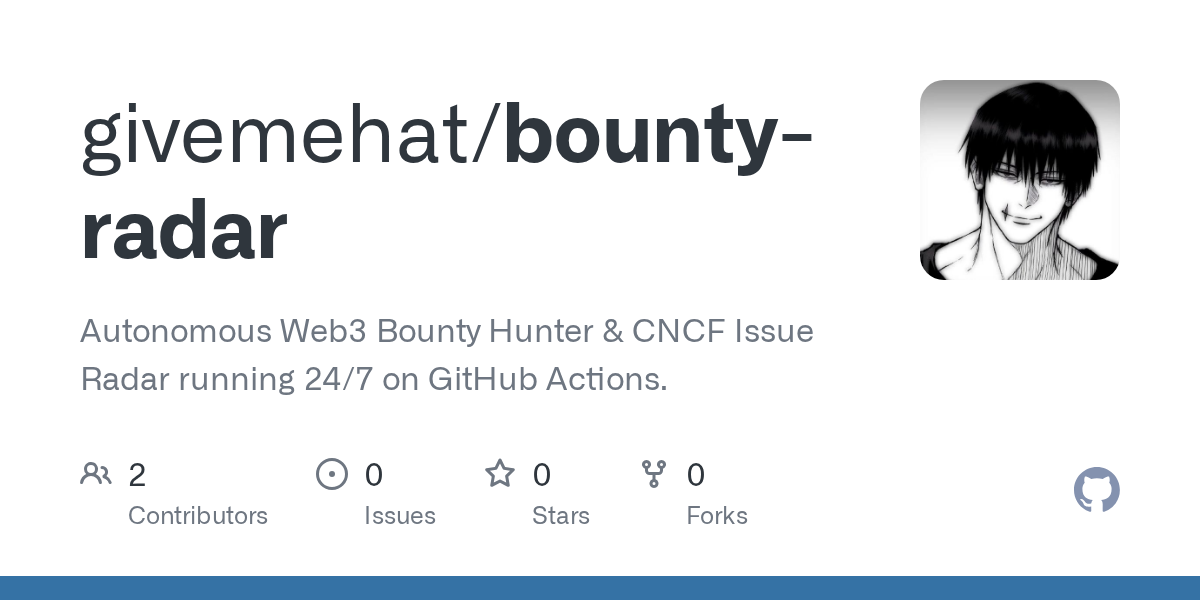 givemehat/bounty-
radar
Autonomous Web3 Bounty Hunter & CNCF Issue
Radar running 24/7 on GitHub Actions.
2 0 0 0
Contributors Issues Stars Forks